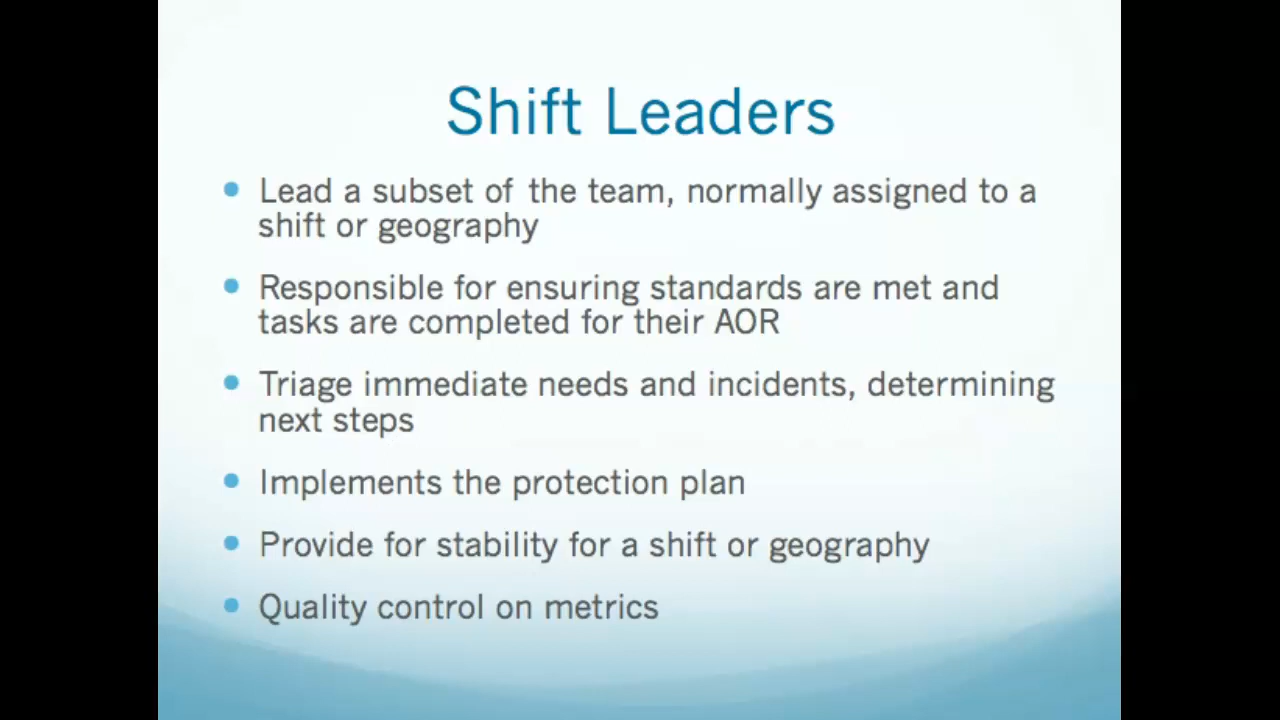 Shift Leaders
• Lead a subset of the team, normally assigned to a
shift or geography
• Responsible for ensuring standards are met and
tasks are completed for their AOR
• Triage immediate needs and incidents, determining
next steps
• Implements the protection plan
• Provide for stability for a shift or geography
• Quality control on metrics